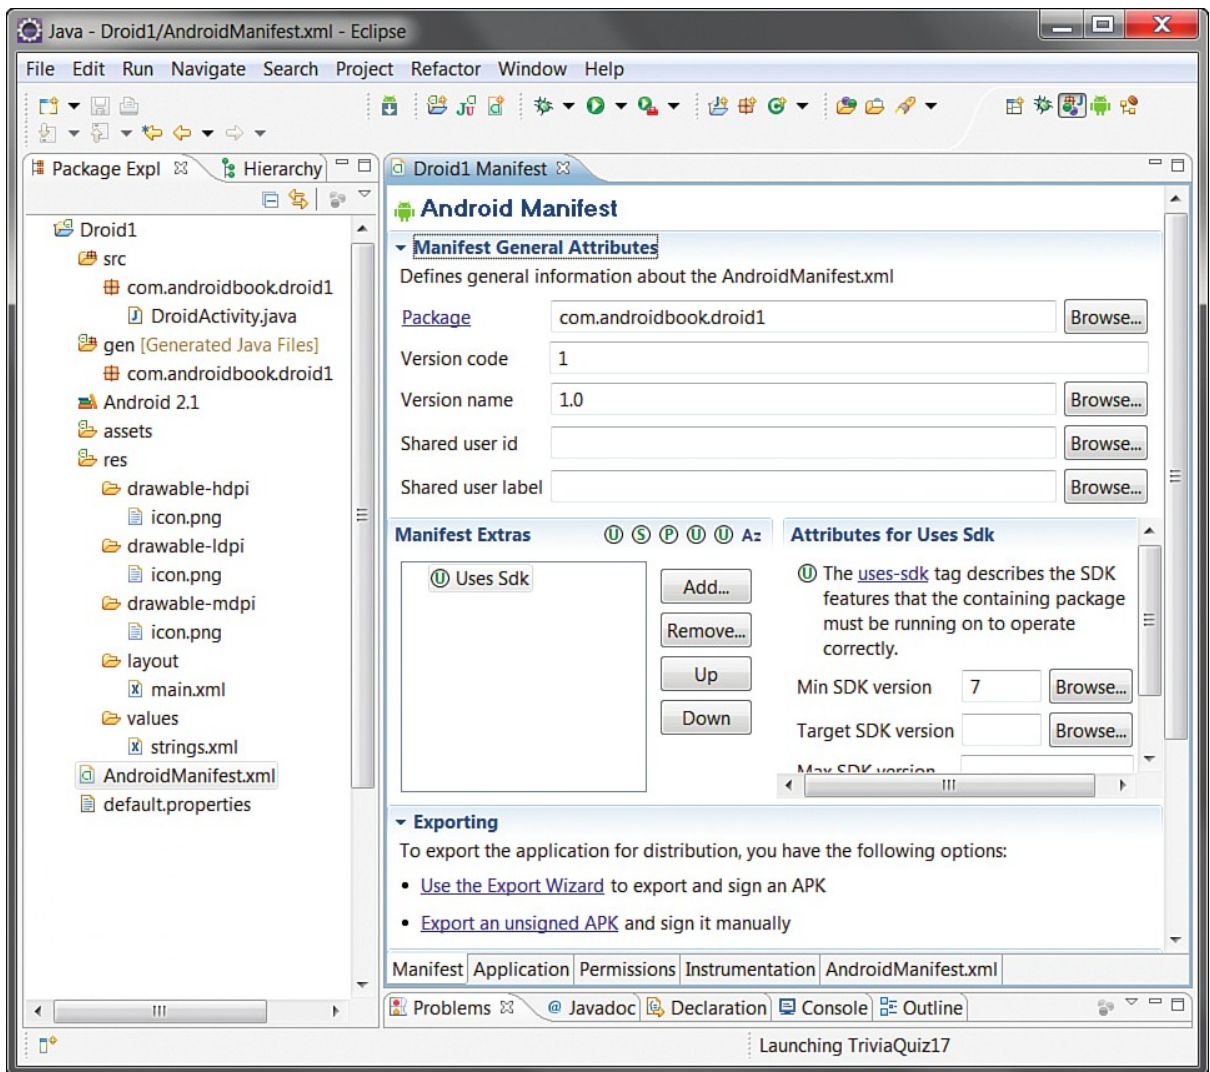 Java - Droid1/AndroidManifest.xml - Eclipse
File Edit Run Navigate Search Project Refactor Window Help
Package Expl
Hierarchy
Droid1
src
com.androidbook.droid1
DroidActivity.java
gen [Generated Java Files]
com.androidbook.droid1
Android 2.1
assets
res
drawable-hdpi
icon.png
drawable-ldpi
icon.png
drawable-mdpi
icon.png
layout
main.xml
values
strings.xml
AndroidManifest.xml
default.properties
Droid1 Manifest
Android Manifest
Manifest General Attributes
Defines general information about the AndroidManifest.xml
Package com.androidbook.droid1 Browse...
Version code 1
Version name 1.0 Browse...
Shared user id Browse...
Shared user label Browse...
Manifest Extras U S P U U Az
U Uses Sdk
Add...
Remove...
Up
Down
Attributes for Uses Sdk
U The uses-sdk tag describes the SDK
features that the containing package
must be running on to operate
correctly.
Min SDK version 7 Browse...
Target SDK version Browse...
Max SDK version
Exporting
To export the application for distribution, you have the following options:
• Use the Export Wizard to export and sign an APK
• Export an unsigned APK and sign it manually
Manifest Application Permissions Instrumentation AndroidManifest.xml
Problems @ Javadoc Declaration Console Outline
Launching TriviaQuiz17